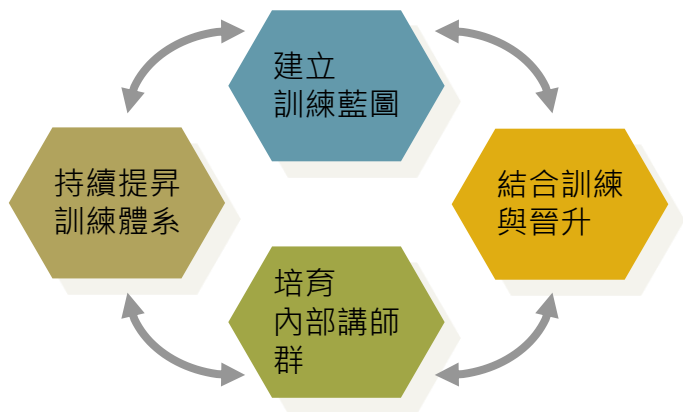 建立
訓練藍圖
持續提昇
訓練體系
結合訓練
與晉升
培育
內部講師
群